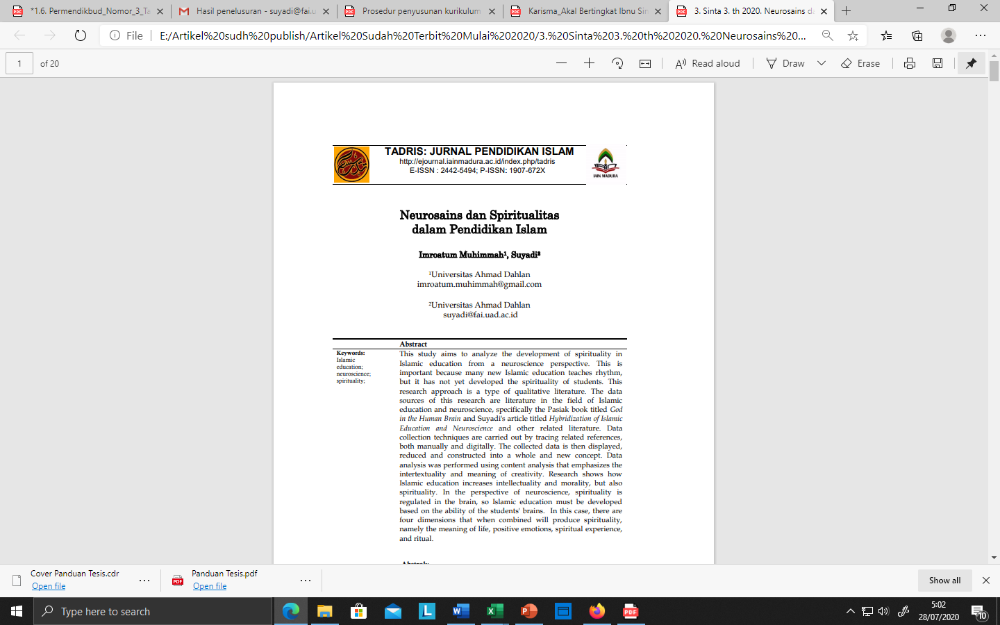 *1.6. Permendikbud_Nomor_3_Ta
Hasil penelusuran - suyadi@fai.u
Prosedur penyusunan kurikulum
Karisma_Akal Bertingkat Ibnu Sin
3. Sinta 3. th 2020. Neurosains da
File
E:/Artikel%20sudh%20publish/Artikel%20Sudah%20Terbit%20Mulai%202020/3.%20Sinta%203.%20th%202020.%20Neurosains%20...
1 of 20
Read aloud
Draw
Erase
TADRIS: JURNAL PENDIDIKAN ISLAM
http://ejournal.iainmadura.ac.id/index.php/tadris
E-ISSN : 2442-5494; P-ISSN: 1907-672X
IAIN MADURA
Neurosains dan Spiritualitas
dalam Pendidikan Islam
Imroatum Muhimmah¹, Suyadi²
¹Universitas Ahmad Dahlan
imroatum.muhimmah@gmail.com
²Universitas Ahmad Dahlan
suyadi@fai.uad.ac.id
Abstract
Keywords:
Islamic
education;
neuroscience;
spirituality;
This study aims to analyze the development of spirituality in
Islamic education from a neuroscience perspective. This is
important because many new Islamic education teaches rhythm,
but it has not yet developed the spirituality of students. This
research approach is a type of qualitative literature. The data
sources of this research are literature in the field of Islamic
education and neuroscience, specifically the Pasiak book titled God
in the Human Brain and Suyadi's article titled Hybridization of Islamic
Education and Neuroscience and other related literature. Data
collection techniques are carried out by tracing related references,
both manually and digitally. The collected data is then displayed,
reduced and constructed into a whole and new concept. Data
analysis was performed using content analysis that emphasizes the
intertextuality and meaning of creativity. Research shows how
Islamic education increases intellectuality and morality, but also
spirituality. In the perspective of neuroscience, spirituality is
regulated in the brain, so Islamic education must be developed
based on the ability of the students' brains. In this case, there are
four dimensions that when combined will produce spirituality,
namely the meaning of life, positive emotions, spiritual experience,
and ritual.
Cover Panduan Tesis.cdr
Open file
Panduan Tesis.pdf
Open file
Show all
Type here to search
5:02
28/07/2020
10